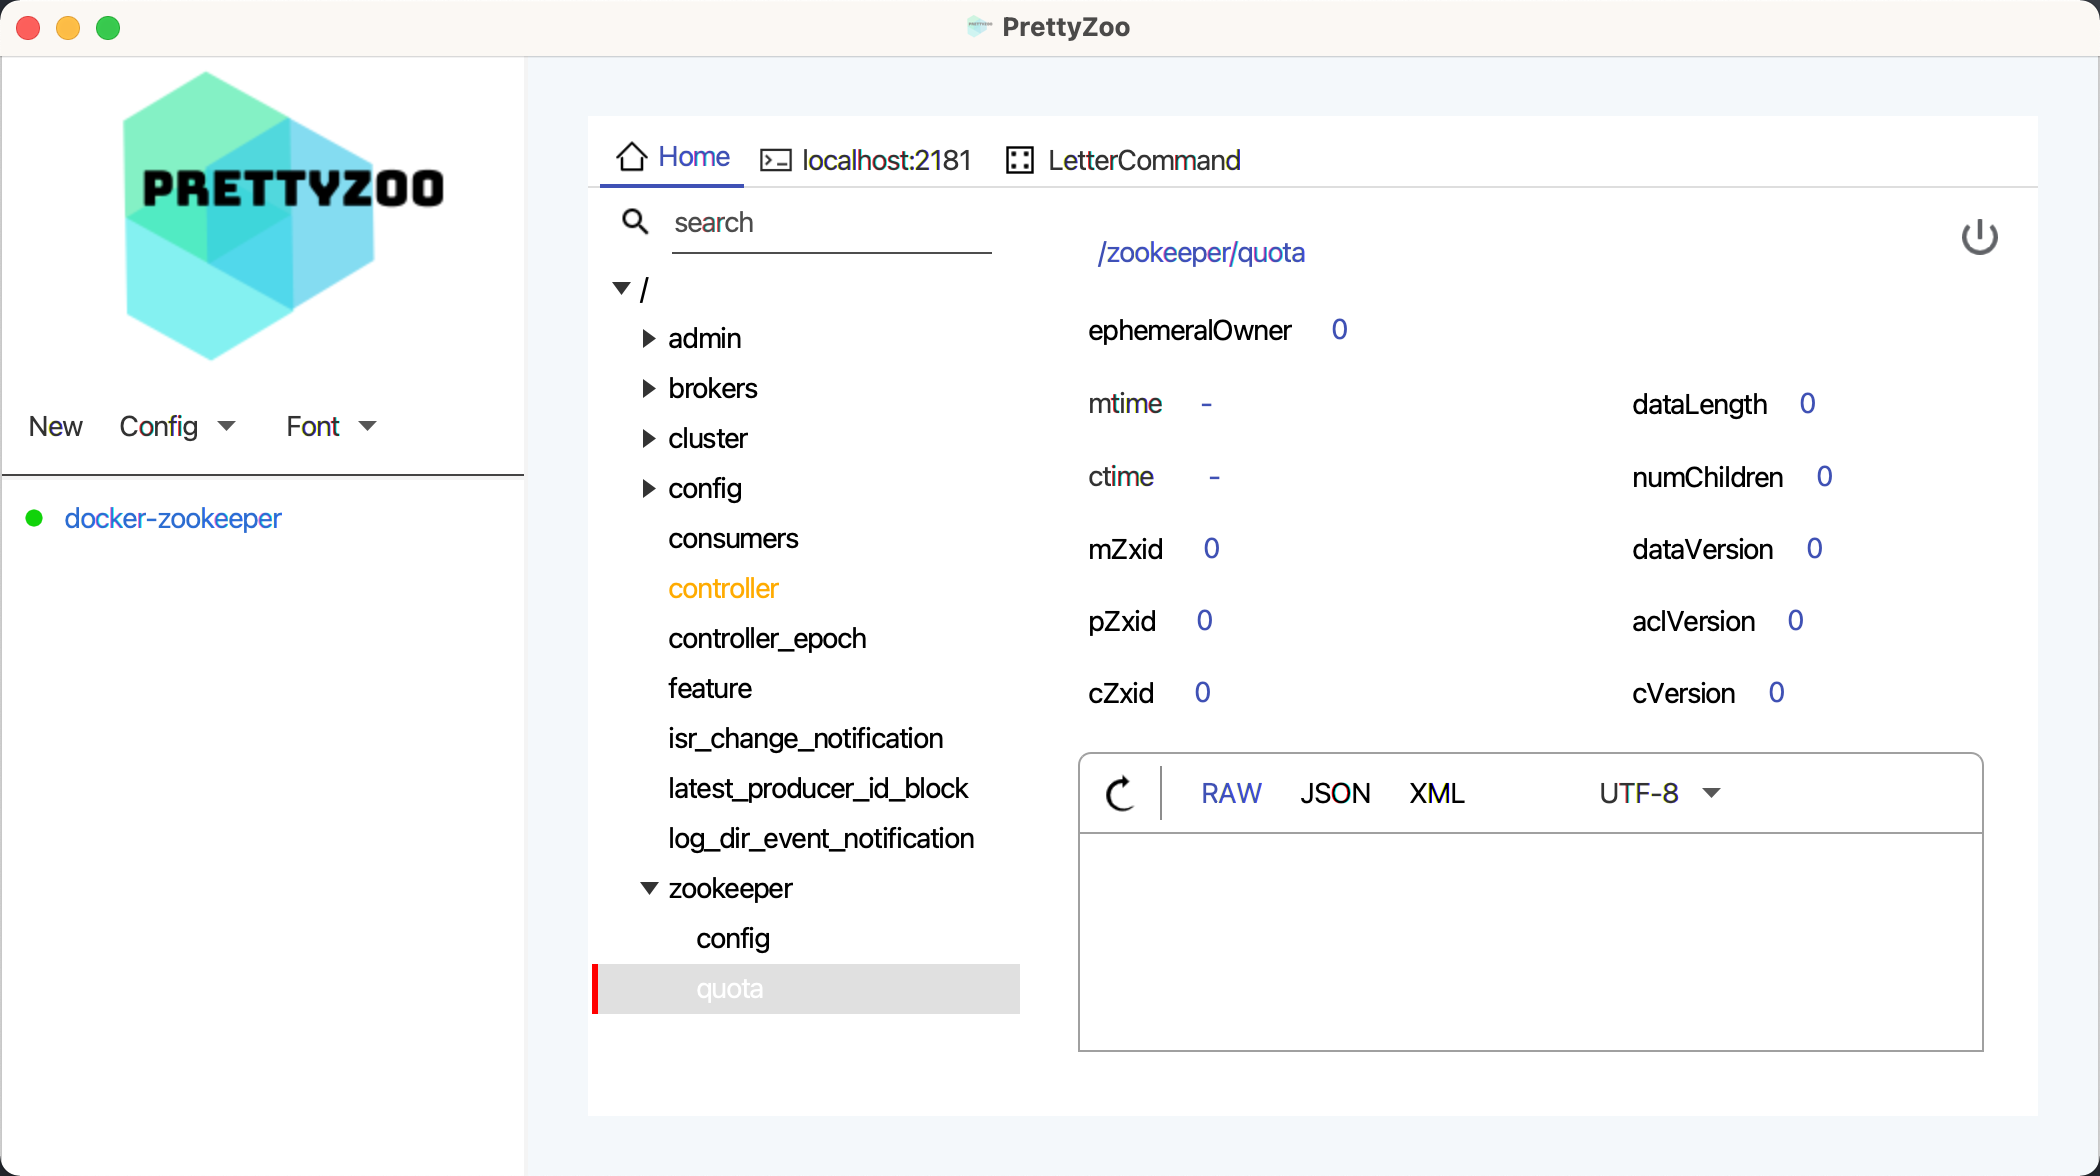 PrettyZoo
PRETTYZOO
New Config Font
docker-zookeeper
Home localhost:2181 LetterCommand
search
/
admin
brokers
cluster
config
consumers
controller
controller_epoch
feature
isr_change_notification
latest_producer_id_block
log_dir_event_notification
zookeeper
config
quota
/zookeeper/quota
ephemeralOwner 0
mtime - dataLength 0
ctime - numChildren 0
mZxid 0 dataVersion 0
pZxid 0 aclVersion 0
cZxid 0 cVersion 0
RAW JSON XML UTF-8